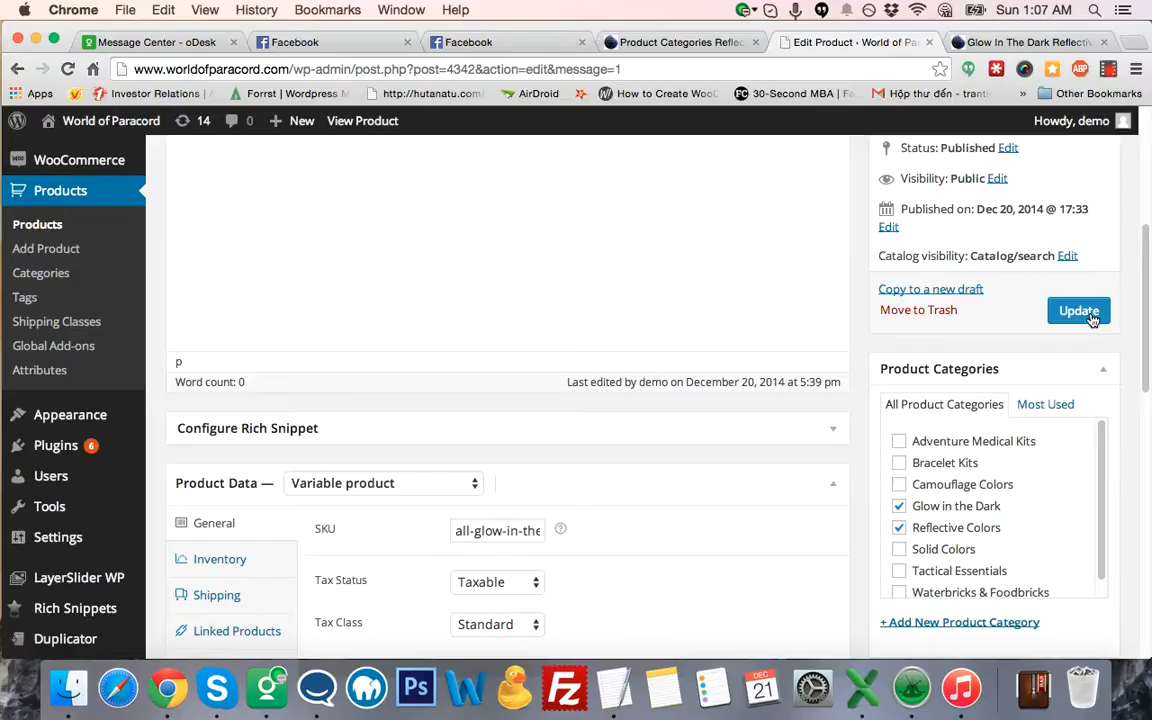 Chrome File Edit View History Bookmarks Window Help Sun 1:07 AM
Message Center - oDesk Facebook Facebook Product Categories Reflec Edit Product ‹ World of Pa Glow In The Dark Reflectiv
www.worldofparacord.com/wp-admin/post.php?post=4342&action=edit&message=1
Apps Investor Relations | Forrst | Wordpress http://hutanatu.com/ AirDroid How to Create WooC 30-Second MBA | Fa Hộp thư đến - tranti » Other Bookmarks
World of Paracord 14 0 New View Product Howdy, demo
WooCommerce
Products
Products
Add Product
Categories
Tags
Shipping Classes
Global Add-ons
Attributes
Appearance
Plugins 6
Users
Tools
Settings
LayerSlider WP
Rich Snippets
Duplicator
p
Word count: 0 Last edited by demo on December 20, 2014 at 5:39 pm
Configure Rich Snippet
Product Data — Variable product
General
Inventory
Shipping
Linked Products
SKU all-glow-in-the
Tax Status Taxable
Tax Class Standard
Status: Published Edit
Visibility: Public Edit
Published on: Dec 20, 2014 @ 17:33
Edit
Catalog visibility: Catalog/search Edit
Copy to a new draft
Move to Trash Update
Product Categories
All Product Categories Most Used
Adventure Medical Kits
Bracelet Kits
Camouflage Colors
Glow in the Dark
Reflective Colors
Solid Colors
Tactical Essentials
Waterbricks & Foodbricks
+ Add New Product Category
Ps W Fz DEC 21 X